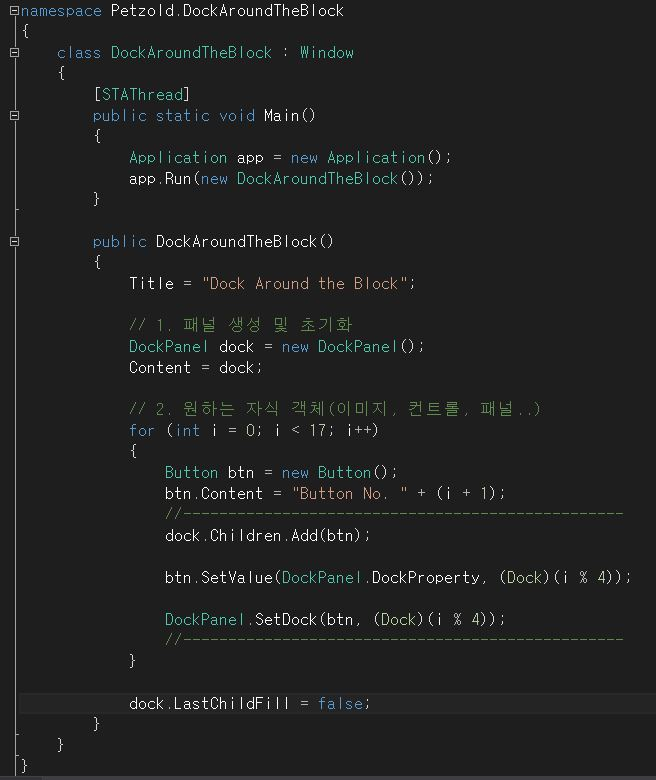 namespace Petzold.DockAroundTheBlock
{
    class DockAroundTheBlock : Window
    {
        [STAThread]
        public static void Main()
        {
            Application app = new Application();
            app.Run(new DockAroundTheBlock());
        }

        public DockAroundTheBlock()
        {
            Title = "Dock Around the Block";

            // 1. 패널 생성 및 초기화
            DockPanel dock = new DockPanel();
            Content = dock;

            // 2. 원하는 자식 객체(이미지, 컨트롤, 패널..)
            for (int i = 0; i < 17; i++)
            {
                Button btn = new Button();
                btn.Content = "Button No. " + (i + 1);
                //-------------------------------------------------
                dock.Children.Add(btn);

                btn.SetValue(DockPanel.DockProperty, (Dock)(i % 4));

                DockPanel.SetDock(btn, (Dock)(i % 4));
                //-------------------------------------------------
            }

            dock.LastChildFill = false;
        }
    }
}